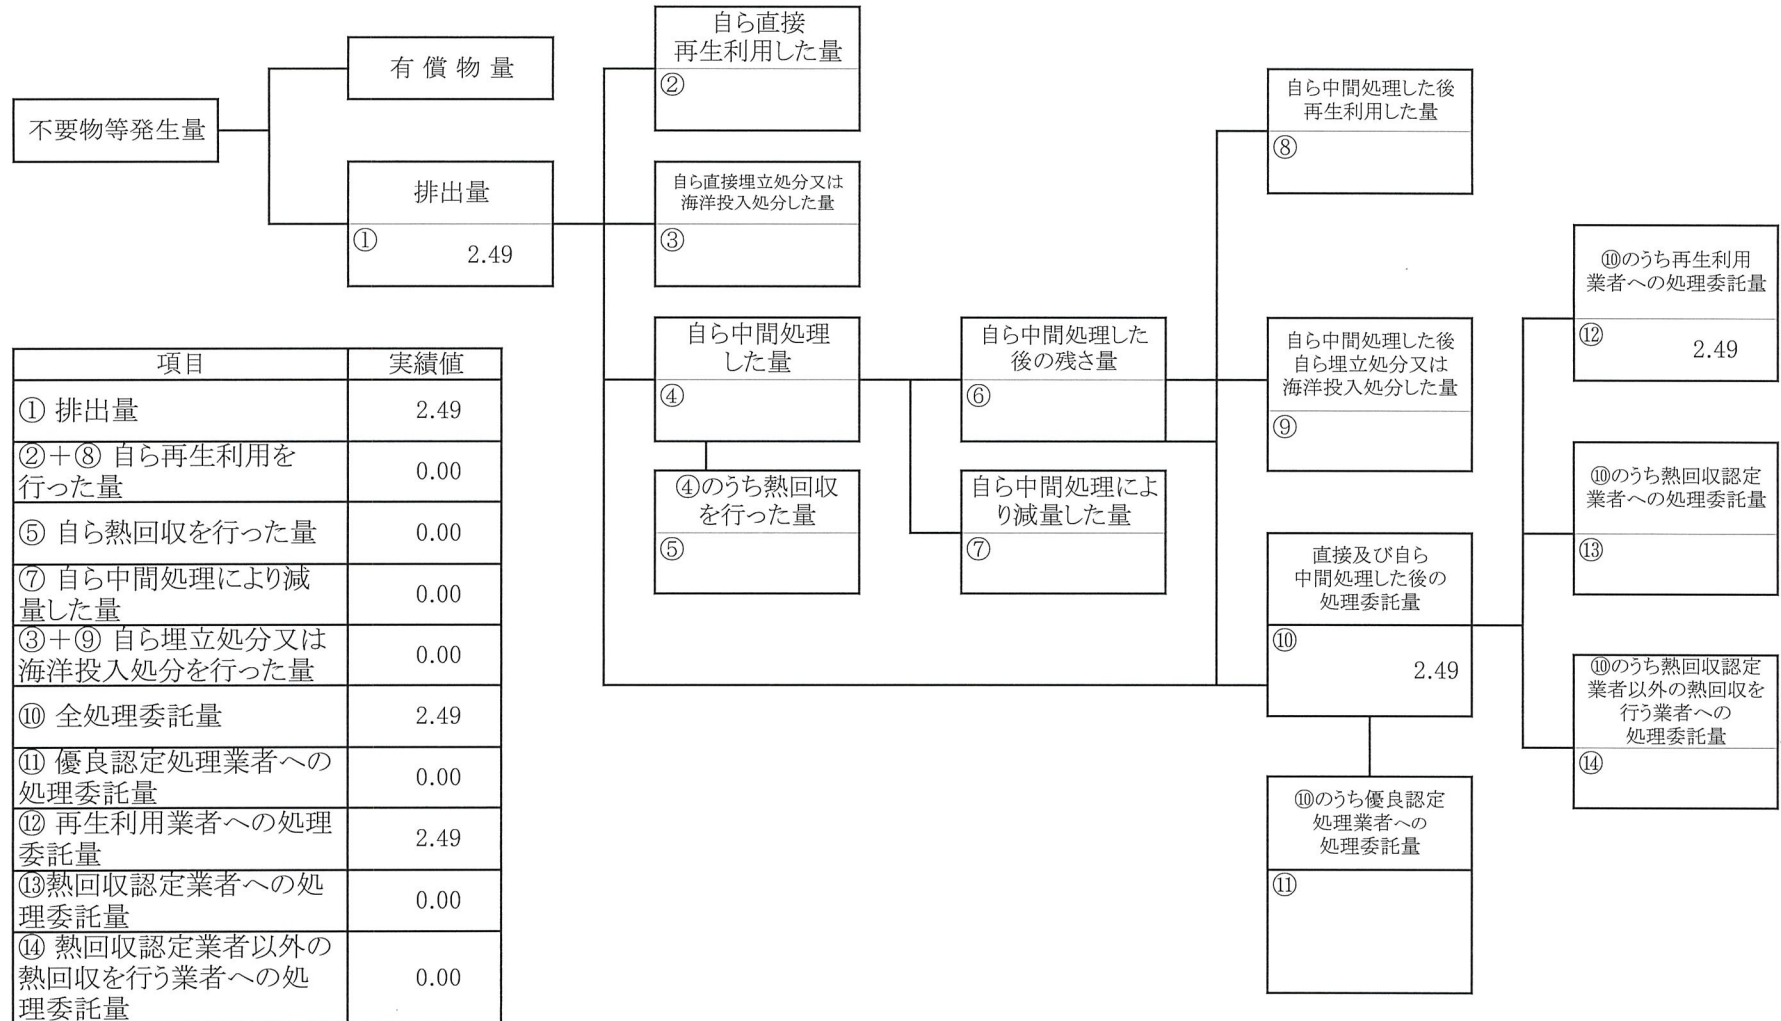 不要物等発生量
有償物量
排出量
①
2.49
自ら直接
再生利用した量
②
自ら直接埋立処分又は
海洋投入処分した量
③
自ら中間処理
した量
④
④のうち熱回収
を行った量
⑤
自ら中間処理した
後の残さ量
⑥
自ら中間処理によ
り減量した量
⑦
自ら中間処理した後
再生利用した量
⑧
自ら中間処理した後
自ら埋立処分又は
海洋投入処分した量
⑨
直接及び自ら
中間処理した後の
処理委託量
⑩
2.49
⑩のうち優良認定
処理業者への
処理委託量
⑪
⑩のうち再生利用
業者への処理委託量
⑫
2.49
⑩のうち熱回収認定
業者への処理委託量
⑬
⑩のうち熱回収認定
業者以外の熱回収を
行う業者への
処理委託量
⑭
項目 実績値
① 排出量 2.49
②+⑧ 自ら再生利用を
行った量 0.00
⑤ 自ら熱回収を行った量 0.00
⑦ 自ら中間処理により減
量した量 0.00
③+⑨ 自ら埋立処分又は
海洋投入処分を行った量 0.00
⑩ 全処理委託量 2.49
⑪ 優良認定処理業者への
処理委託量 0.00
⑫ 再生利用業者への処理
委託量 2.49
⑬熱回収認定業者への処
理委託量 0.00
⑭ 熱回収認定業者以外の
熱回収を行う業者への処
理委託量 0.00